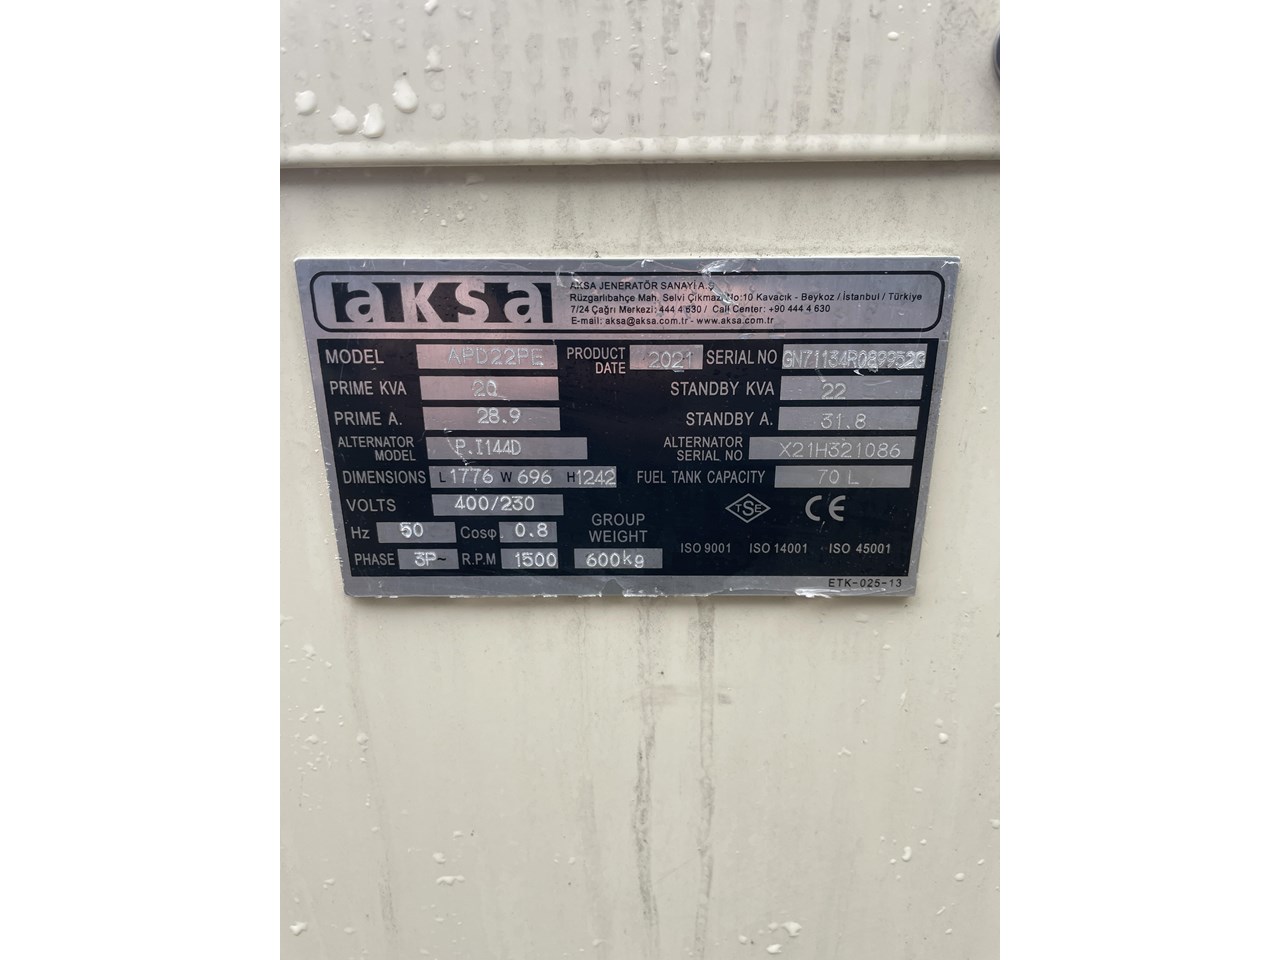 aksa
AKSA JENERATÖR SANAYİ A.Ş
Rüzgarlıbahçe Mah. Selvi Çıkmazı No:10 Kavacık - Beykoz / İstanbul / Türkiye
7/24 Çağrı Merkezi: 444 4 630 / Call Center: +90 444 4 630
E-mail: aksa@aksa.com.tr - www.aksa.com.tr
MODEL APD22PE PRODUCT DATE 2021 SERIAL NO
PRIME KVA 20 STANDBY KVA 22
PRIME A. 28.9 STANDBY A. 31.8
ALTERNATOR MODEL P.I144D ALTERNATOR SERIAL NO X21H321086
DIMENSIONS L 1776 W 696 H 1242 FUEL TANK CAPACITY 70 L
VOLTS 400/230 TSE CE
Hz 50 Cosφ 0.8 GROUP WEIGHT
PHASE 3P~ R.P.M 1500 600kg ISO 9001 ISO 14001 ISO 45001
ETK-025-13